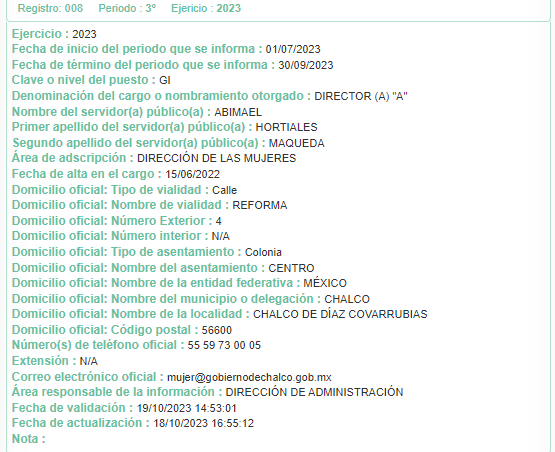 Registro: 008 Periodo : 3º Ejericio : 2023
Ejercicio : 2023
Fecha de inicio del periodo que se informa : 01/07/2023
Fecha de término del periodo que se informa : 30/09/2023
Clave o nivel del puesto : GI
Denominación del cargo o nombramiento otorgado : DIRECTOR (A) "A"
Nombre del servidor(a) público(a) : ABIMAEL
Primer apellido del servidor(a) público(a) : HORTIALES
Segundo apellido del servidor(a) público(a) : MAQUEDA
Área de adscripción : DIRECCIÓN DE LAS MUJERES
Fecha de alta en el cargo : 15/06/2022
Domicilio oficial: Tipo de vialidad : Calle
Domicilio oficial: Nombre de vialidad : REFORMA
Domicilio oficial: Número Exterior : 4
Domicilio oficial: Número interior : N/A
Domicilio oficial: Tipo de asentamiento : Colonia
Domicilio oficial: Nombre del asentamiento : CENTRO
Domicilio oficial: Nombre de la entidad federativa : MÉXICO
Domicilio oficial: Nombre del municipio o delegación : CHALCO
Domicilio oficial: Nombre de la localidad : CHALCO DE DÍAZ COVARRUBIAS
Domicilio oficial: Código postal : 56600
Número(s) de teléfono oficial : 55 59 73 00 05
Extensión : N/A
Correo electrónico oficial : mujer@gobiernodechalco.gob.mx
Área responsable de la información : DIRECCIÓN DE ADMINISTRACIÓN
Fecha de validación : 19/10/2023 14:53:01
Fecha de actualización : 18/10/2023 16:55:12
Nota :